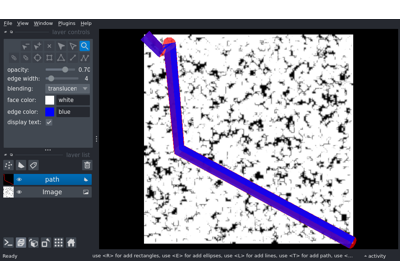 File View Window Plugins Help
layer controls
opacity: 0.70
edge width: 4
blending: translucen
face color: white
edge color: blue
display text:
layer list
path
Image
Ready
use <R> for add rectangles, use <E> for add ellipses, use <L> for add lines, use <T> for add path, use <...
activity